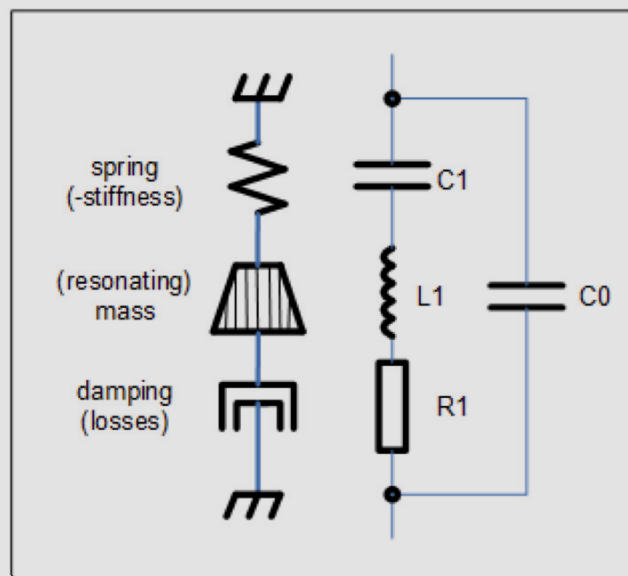 spring
(-stiffness)
C1
(resonating)
mass
L1
C0
damping
(losses)
R1